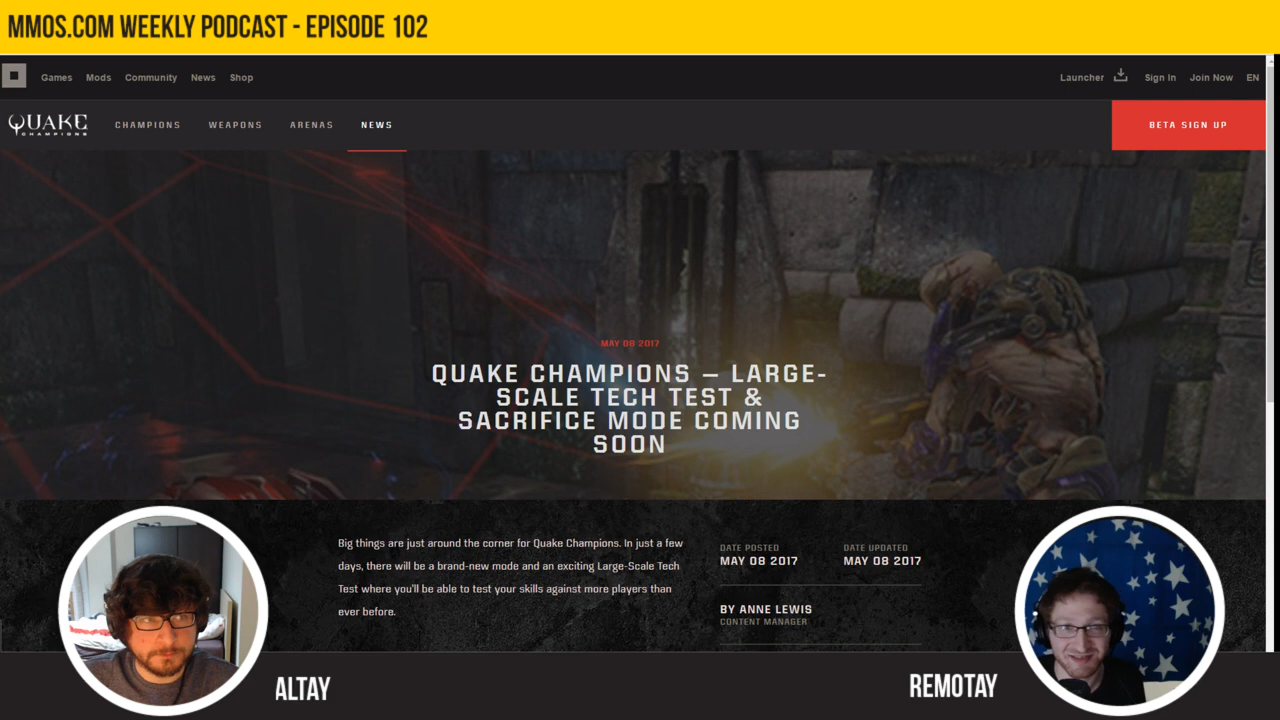 MMOS.COM WEEKLY PODCAST - EPISODE 102
Games Mods Community News Shop
Launcher Sign In Join Now EN
QUAKE
CHAMPIONS
CHAMPIONS WEAPONS ARENAS NEWS
BETA SIGN UP
MAY 08 2017
QUAKE CHAMPIONS – LARGE-
SCALE TECH TEST &
SACRIFICE MODE COMING
SOON
Big things are just around the corner for Quake Champions. In just a few
days, there will be a brand-new mode and an exciting Large-Scale Tech
Test where you'll be able to test your skills against more players than
ever before.
DATE POSTED
MAY 08 2017
DATE UPDATED
MAY 08 2017
BY ANNE LEWIS
CONTENT MANAGER
ALTAY
REMOTAY